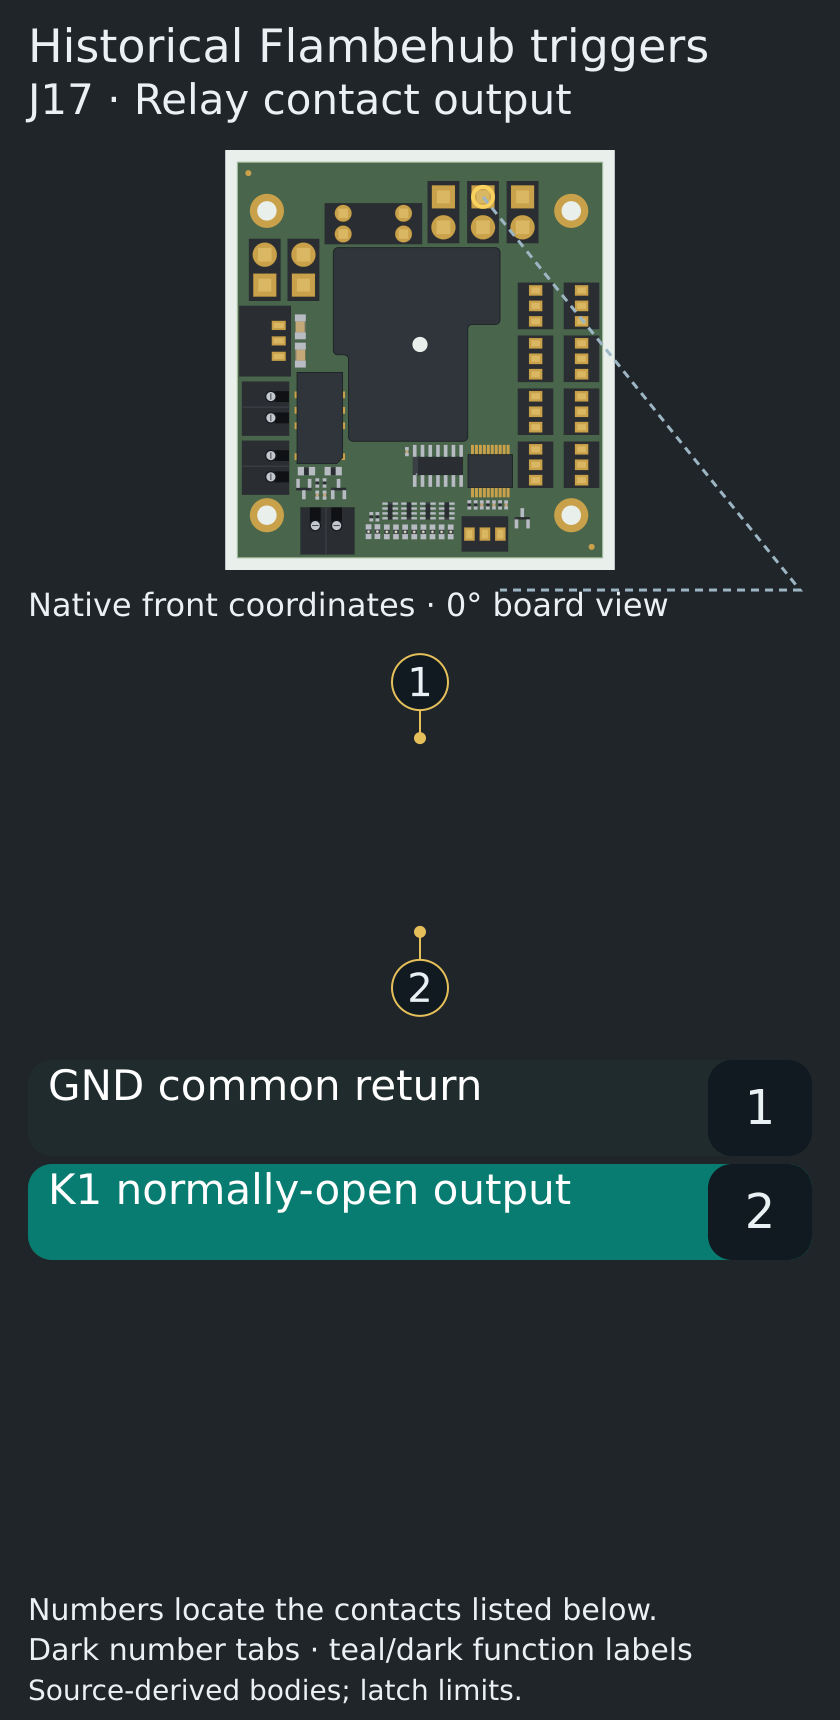 Historical Flambehub triggers
J17 · Relay contact output
Native front coordinates · 0° board view
1
2
GND common return 1
K1 normally-open output 2
Numbers locate the contacts listed below.
Dark number tabs · teal/dark function labels
Source-derived bodies; latch limits.